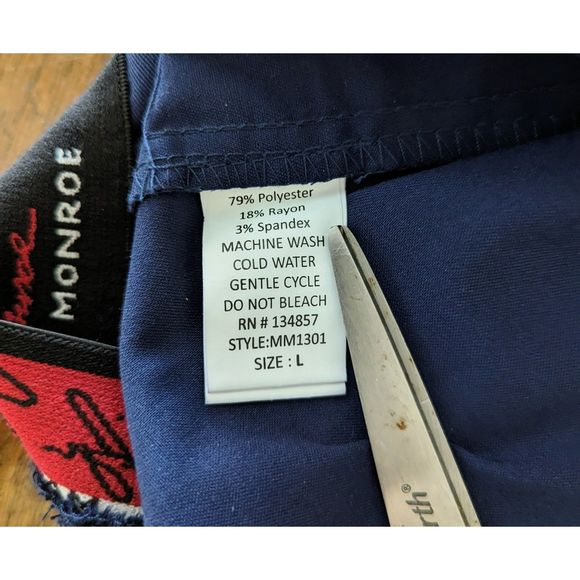 MONROE
79% Polyester
18% Rayon
3% Spandex
MACHINE WASH
COLD WATER
GENTLE CYCLE
DO NOT BLEACH
RN # 134857
STYLE:MM1301
SIZE : L
rth®